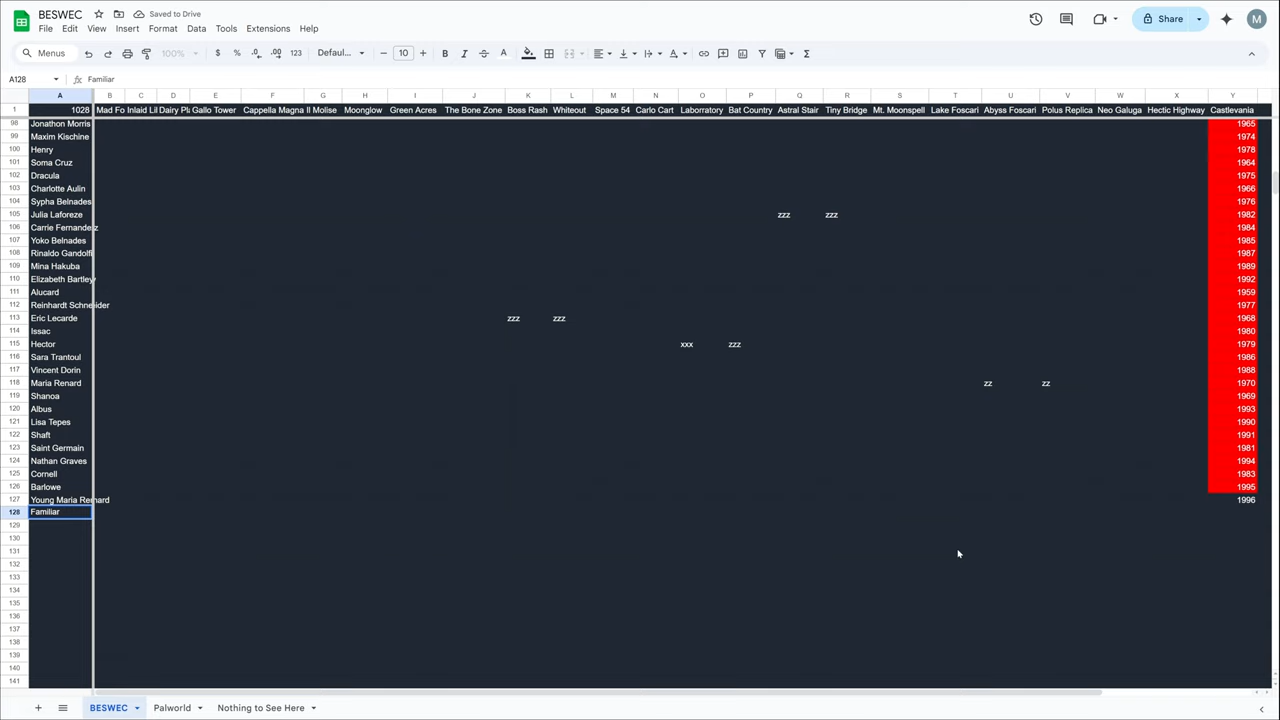 BESWEC Saved to Drive
File Edit View Insert Format Data Tools Extensions Help
Share M
Menus 100% $ % .0 .00 123 Defaul... 10 B I S A
A128 fx Familiar
A B C D E F G H I J K L M N O P Q R S T U V W X Y
1 1028 Mad Fo Inlaid Lil Dairy Pla Gallo Tower Cappella Magna Il Molise Moonglow Green Acres The Bone Zone Boss Rash Whiteout Space 54 Carlo Cart Laborratory Bat Country Astral Stair Tiny Bridge Mt. Moonspell Lake Foscari Abyss Foscari Polus Replica Neo Galuga Hectic Highway Castlevania
98 Jonathon Morris 1965
99 Maxim Kischine 1974
100 Henry 1978
101 Soma Cruz 1964
102 Dracula 1975
103 Charlotte Aulin 1966
104 Sypha Belnades 1976
105 Julia Laforeze zzz zzz 1982
106 Carrie Fernandez 1984
107 Yoko Belnades 1985
108 Rinaldo Gandolfi 1987
109 Mina Hakuba 1989
110 Elizabeth Bartley 1992
111 Alucard 1959
112 Reinhardt Schneider 1977
113 Eric Lecarde zzz zzz 1968
114 Issac 1980
115 Hector xxx zzz 1979
116 Sara Trantoul 1986
117 Vincent Dorin 1988
118 Maria Renard zz zz 1970
119 Shanoa 1969
120 Albus 1993
121 Lisa Tepes 1990
122 Shaft 1991
123 Saint Germain 1981
124 Nathan Graves 1994
125 Cornell 1983
126 Barlowe 1995
127 Young Maria Renard 1996
128 Familiar
129
130
131
132
133
134
135
136
137
138
139
140
141
BESWEC Palworld Nothing to See Here